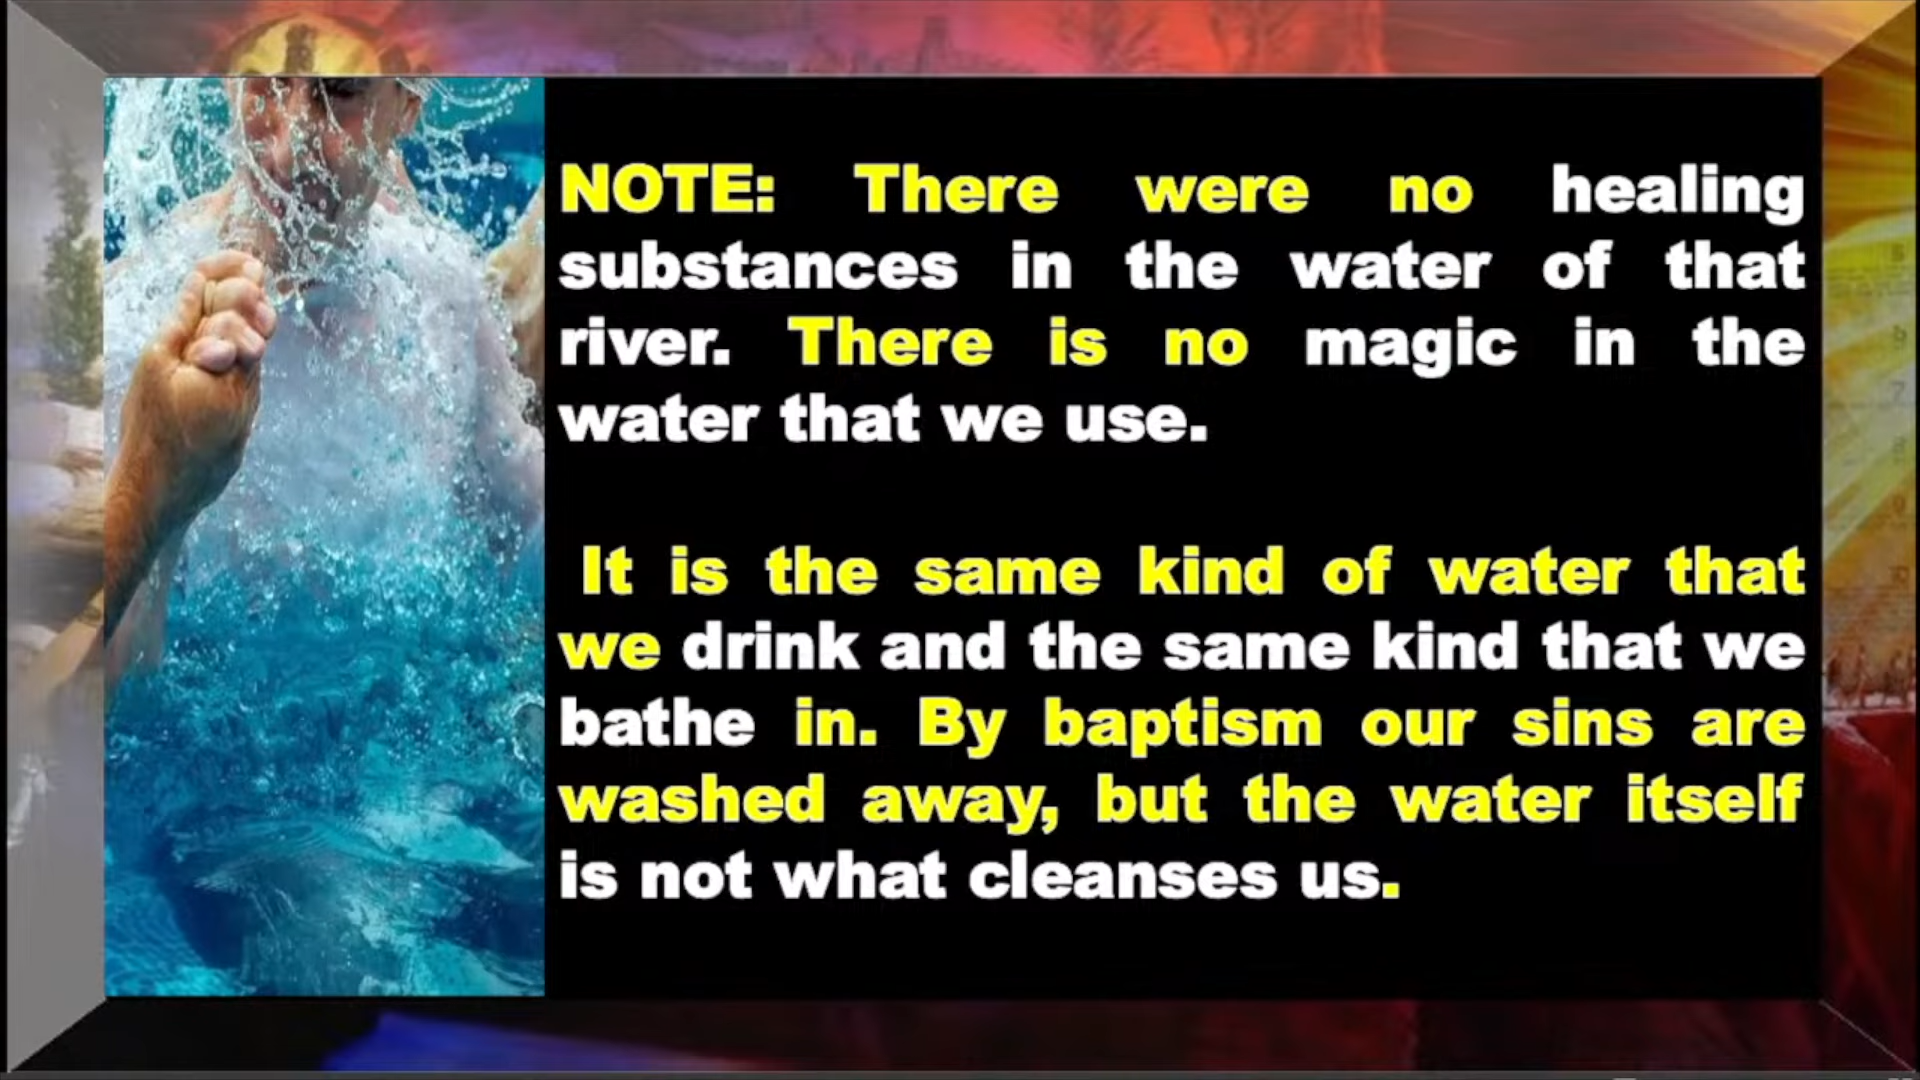 NOTE: There were no healing
substances in the water of that
river. There is no magic in the
water that we use.
It is the same kind of water that
we drink and the same kind that we
bathe in. By baptism our sins are
washed away, but the water itself
is not what cleanses us.